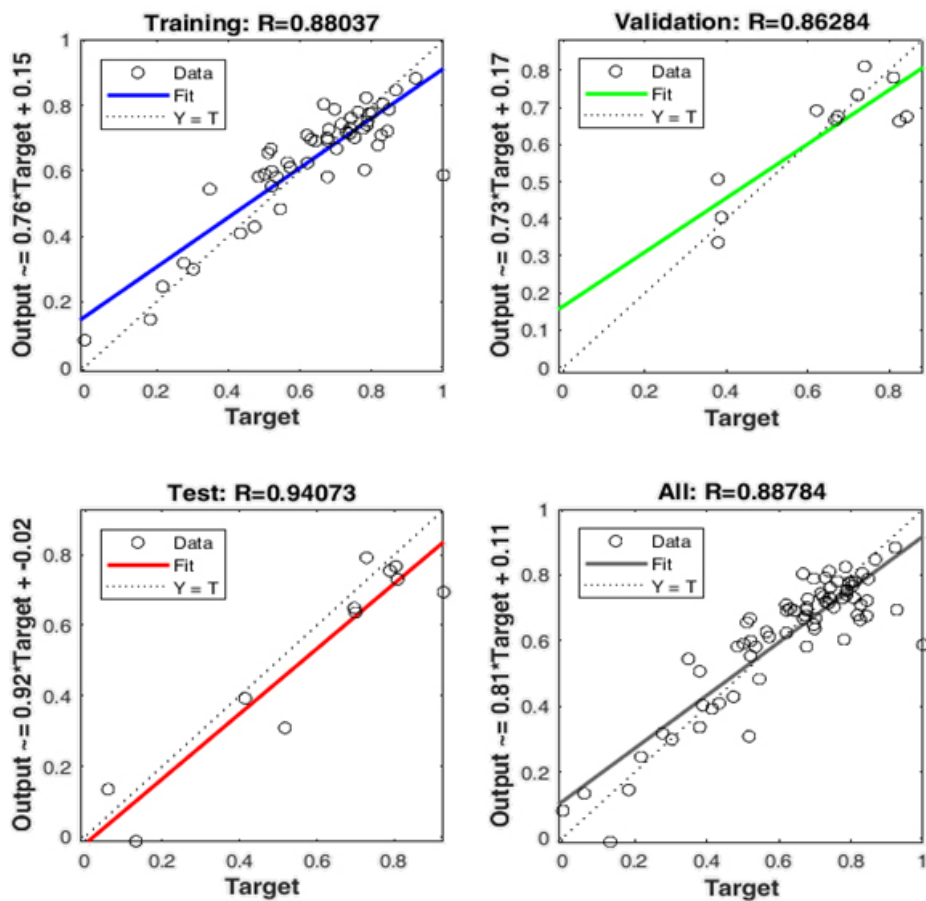 Training: R=0.88037
Output ~= 0.76*Target + 0.15
1
0.8
0.6
0.4
0.2
0
Data
Fit
Y = T
0
0.2
0.4
0.6
0.8
1
Target
Validation: R=0.86284
Output ~= 0.73*Target + 0.17
0.8
0.7
0.6
0.5
0.4
0.3
0.2
0.1
0
Data
Fit
Y = T
0
0.2
0.4
0.6
0.8
Target
Test: R=0.94073
Output ~= 0.92*Target + -0.02
0.8
0.6
0.4
0.2
0
Data
Fit
Y = T
0
0.2
0.4
0.6
0.8
Target
All: R=0.88784
Output ~= 0.81*Target + 0.11
1
0.8
0.6
0.4
0.2
0
Data
Fit
Y = T
0
0.2
0.4
0.6
0.8
1
Target